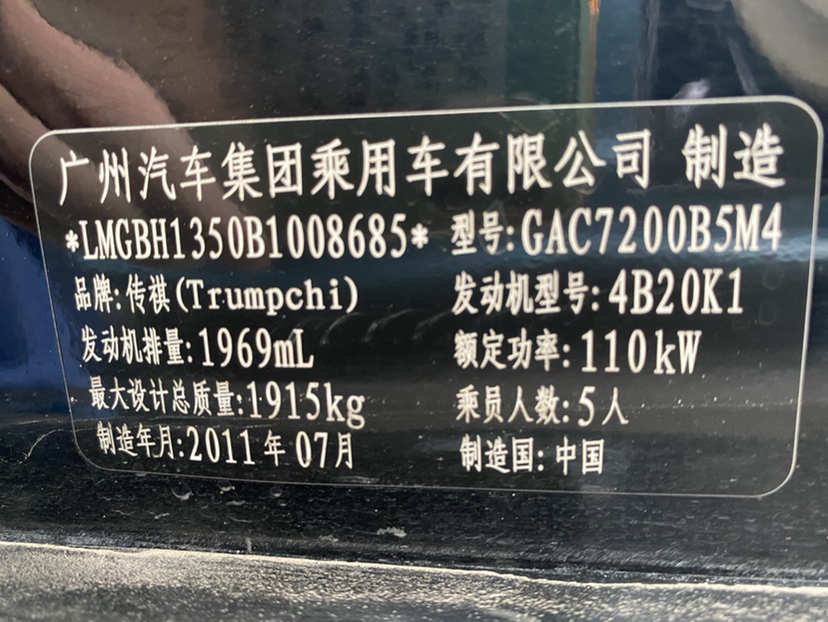 广州汽车集团乘用车有限公司 制造
*LMGBH1350B1008685* 型号:GAC7200B5M4
品牌:传祺(Trumpchi) 发动机型号:4B20K1
发动机排量:1969mL 额定功率:110kW
最大设计总质量:1915kg 乘员人数:5人
制造年月:2011年07月 制造国:中国